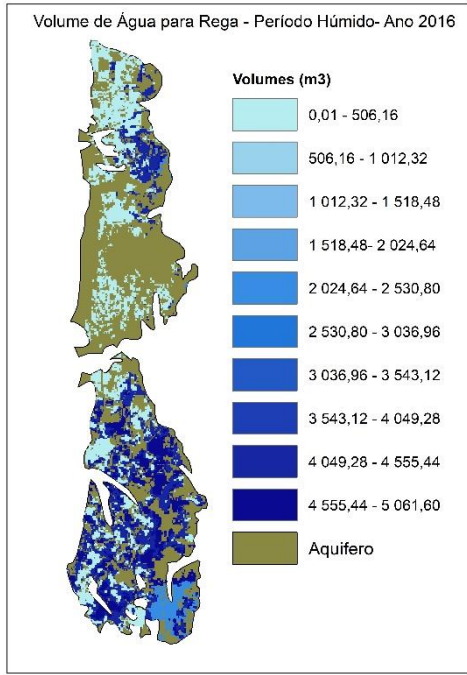 Volume de Água para Rega - Período Húmido- Ano 2016
Volumes (m3)
0,01 - 506,16
506,16 - 1 012,32
1 012,32 - 1 518,48
1 518,48- 2 024,64
2 024,64 - 2 530,80
2 530,80 - 3 036,96
3 036,96 - 3 543,12
3 543,12 - 4 049,28
4 049,28 - 4 555,44
4 555,44 - 5 061,60
Aquifero